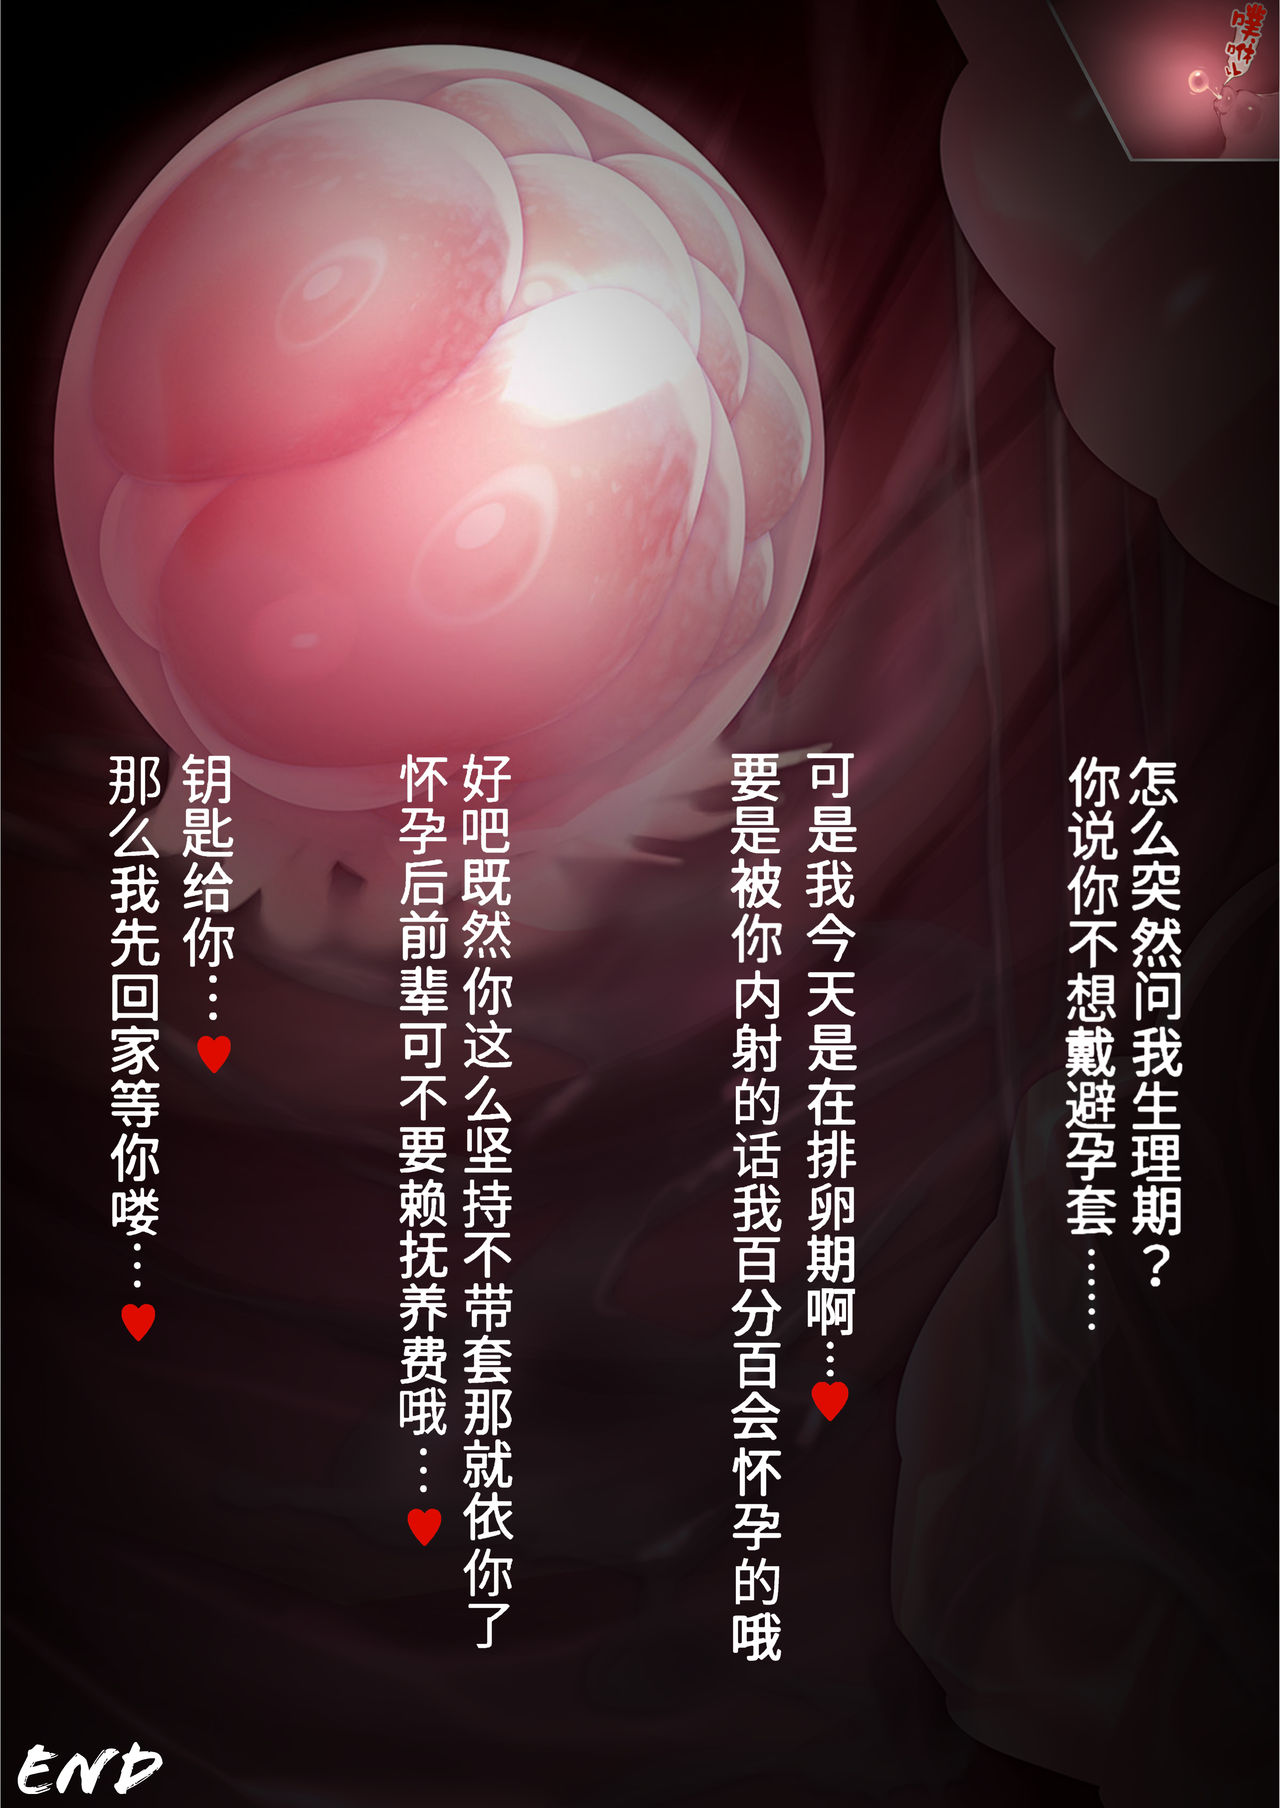 噗
咻
怎么突然问我生理期？
你说你不想戴避孕套……
可是我今天是在排卵期啊…♥
要是被你内射的话我百分百会怀孕的哦
好吧既然你这么坚持不带套那就依你了
怀孕后前辈可不要赖抚养费哦…♥
钥匙给你…♥
那么我先回家等你喽…♥
END